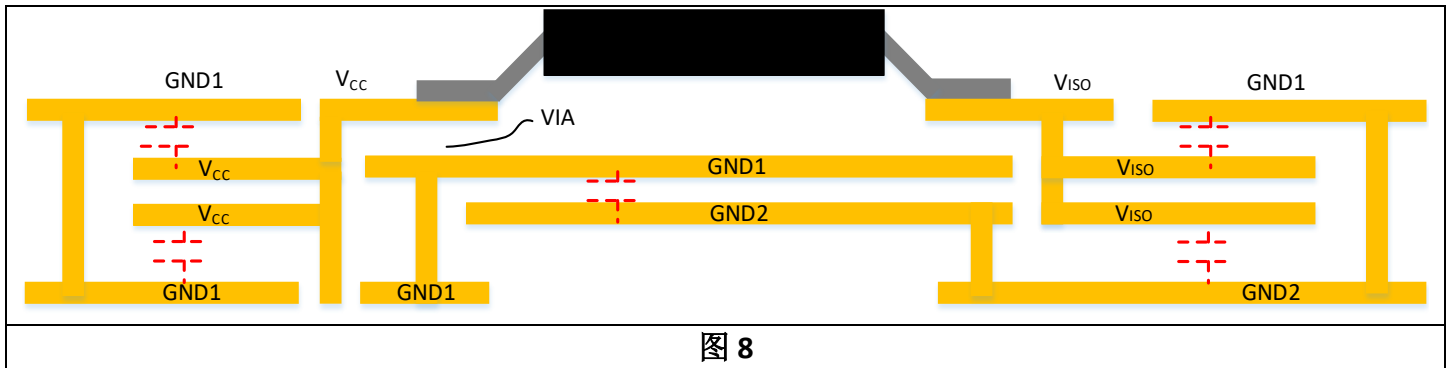 GND1
VCC
VISO
GND1
VIA
VCC
GND1
VISO
VCC
GND2
VISO
GND1
GND1
GND2
图 8